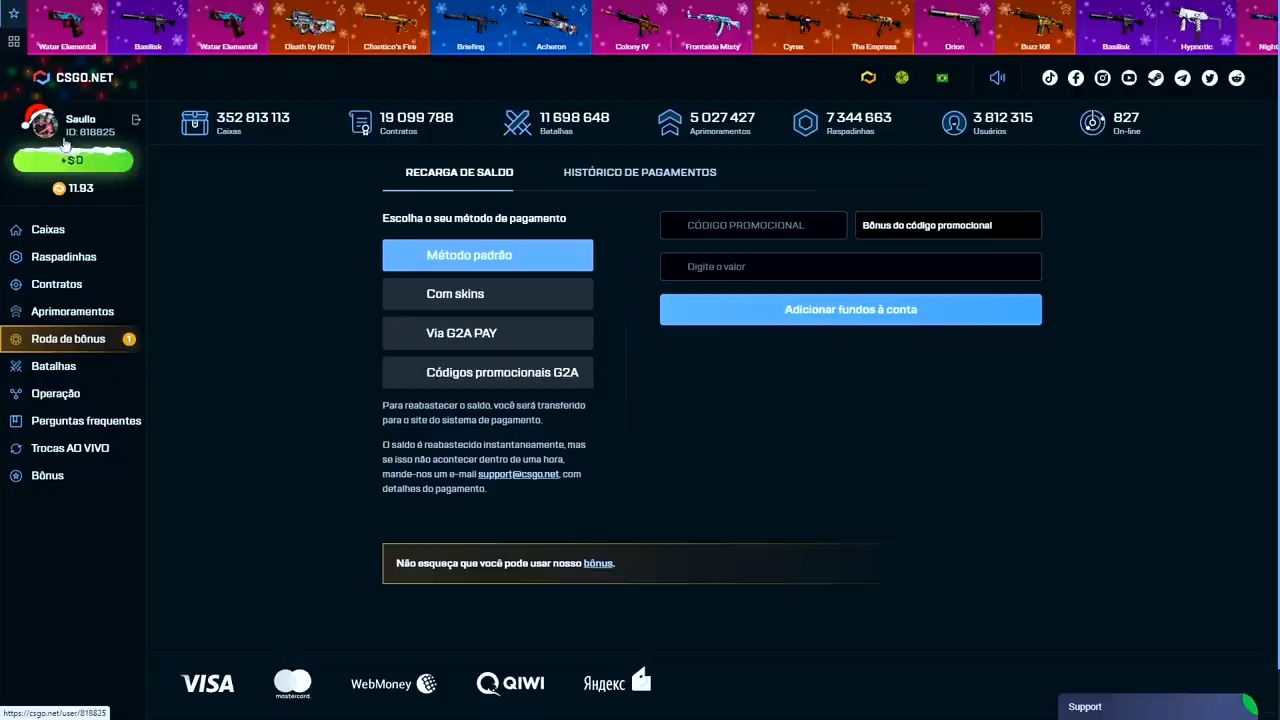 Water Elemental
Basilisk
Water Elemental
Death by Kitty
Chantico's Fire
Briefing
Acheron
Colony IV
Frontside Misty
Cyrex
The Empress
Orion
Buzz Kill
Basilisk
Hypnotic
Night
CSGO.NET
Saullo
ID: 818825
+$0
11.93
352 813 113
Caixas
19 099 788
Contratos
11 698 648
Batalhas
5 027 427
Aprimoramentos
7 344 663
Raspadinhas
3 812 315
Usuários
827
On-line
Caixas
Raspadinhas
Contratos
Aprimoramentos
Roda de bônus 1
Batalhas
Operação
Perguntas frequentes
Trocas AO VIVO
Bônus
RECARGA DE SALDO
HISTÓRICO DE PAGAMENTOS
Escolha o seu método de pagamento
Método padrão
Com skins
Via G2A PAY
Códigos promocionais G2A
Para reabastecer o saldo, você será transferido
para o site do sistema de pagamento.
O saldo é reabastecido instantaneamente, mas
se isso não acontecer dentro de uma hora,
mande-nos um e-mail support@csgo.net, com
detalhes do pagamento.
CÓDIGO PROMOCIONAL
Bônus do código promocional
Digite o valor
Adicionar fundos à conta
Não esqueça que você pode usar nosso bônus.
VISA
mastercard.
WebMoney
QIWI
Яндекс
Support
https://csgo.net/user/818825